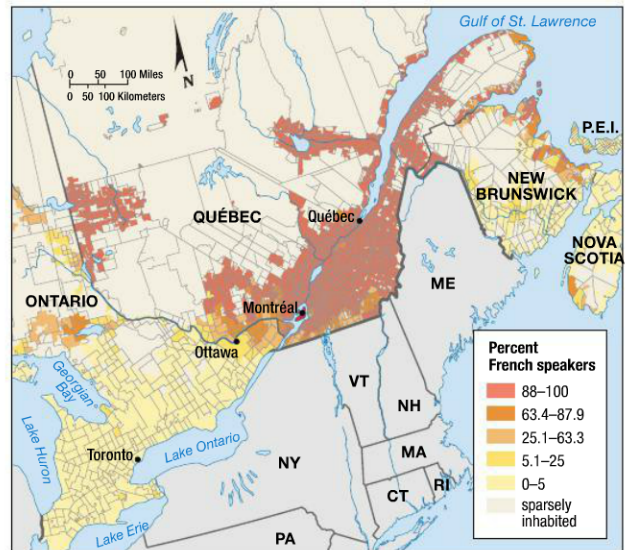 Gulf of St. Lawrence
0 50 100 Miles
0 50 100 Kilometers
N
P.E.I.
NEW
BRUNSWICK
QUÉBEC
Québec
NOVA
SCOTIA
ME
ONTARIO
Montréal
Ottawa
Georgian
Bay
VT
NH
Lake Huron
Toronto
Lake Ontario
NY
MA
CT
RI
Lake Erie
PA
Percent
French speakers
88–100
63.4–87.9
25.1–63.3
5.1–25
0–5
sparsely
inhabited